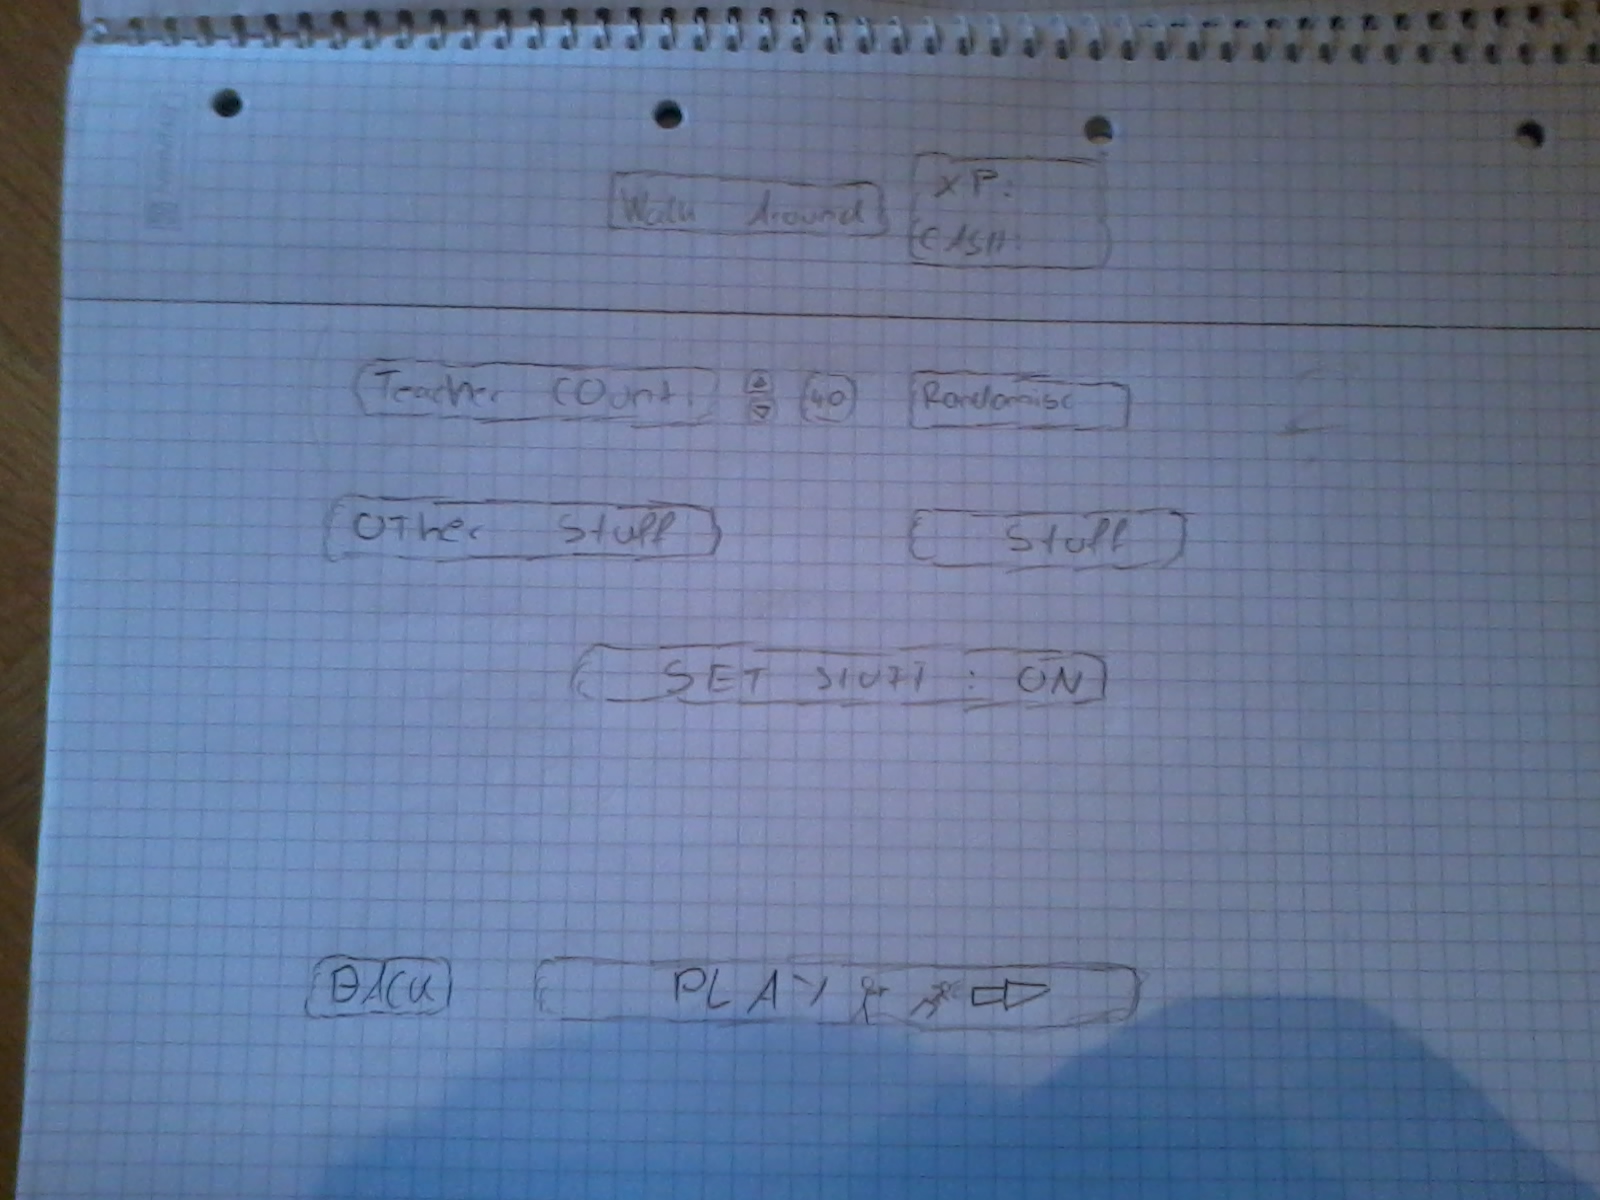 Walk Around
XP:
CASH:
Teacher Count: 40 Randomise
Other Stuff Stuff
SET Stuff : ON
BACK PLAY